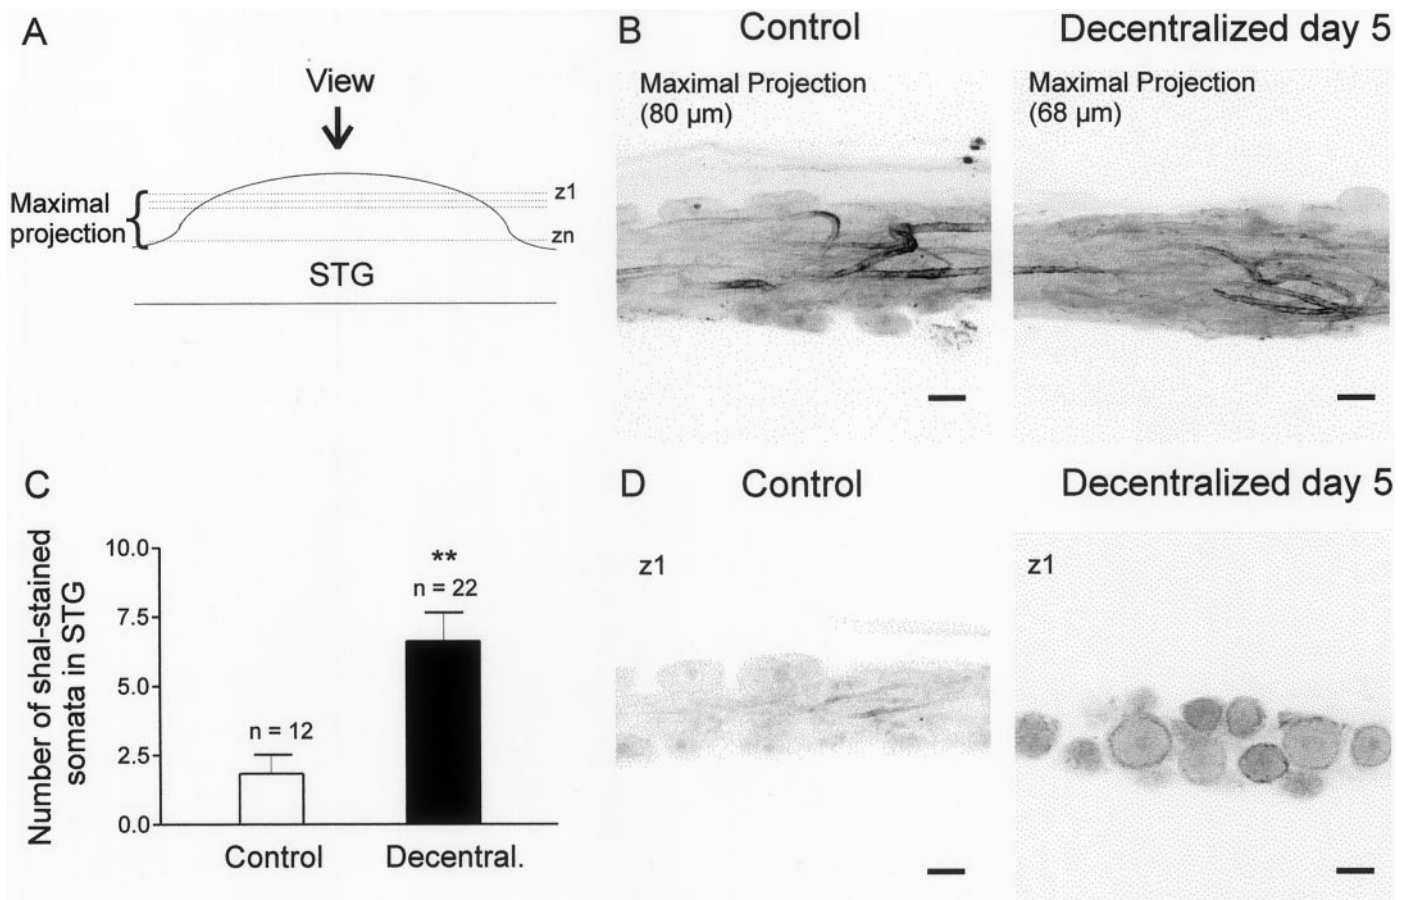 A
View
Maximal
projection
z1
zn
STG
B
Control
Decentralized day 5
Maximal Projection
(80 µm)
Maximal Projection
(68 µm)
C
Number of shal-stained
somata in STG
10.0
7.5
5.0
2.5
0.0
n = 12
**
n = 22
Control
Decentral.
D
Control
Decentralized day 5
z1
z1